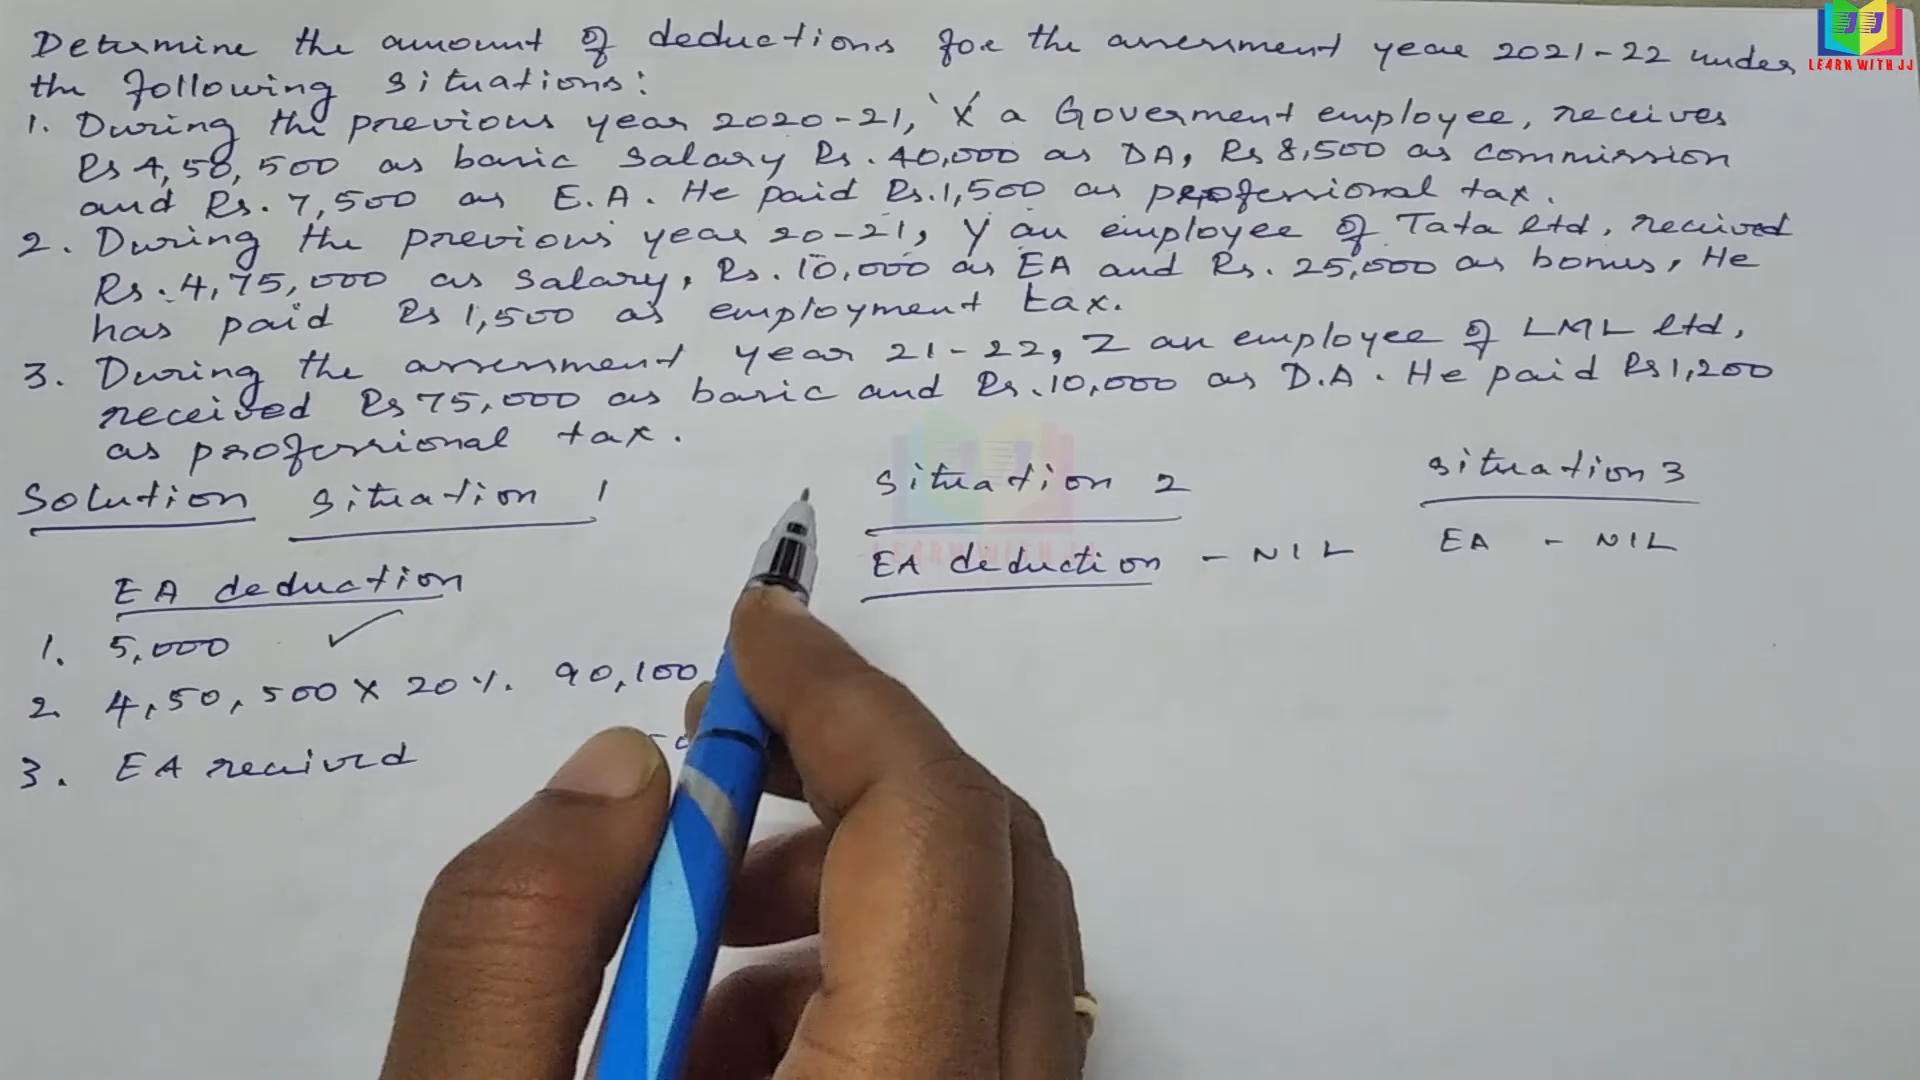 Determine the amount of deductions for the assessment year 2021-22 under
the following situations:
1. During the previous year 2020-21, 'X' a Goverment employee, receives
Rs 4,50,500 as basic salary Rs. 40,000 as DA, Rs 8,500 as commission
and Rs. 7,500 as E.A. He paid Rs.1,500 as professional tax.
2. During the previous year 20-21, Y an employee of Tata ltd, received
Rs. 4,75,000 as salary, Rs. 10,000 as EA and Rs. 25,000 as bonus, He
has paid Rs 1,500 as employment tax.
3. During the assessment year 21-22, Z an employee of LML ltd,
received Rs 75,000 as basic and Rs.10,000 as D.A. He paid Rs 1,200
as professional tax.
Solution Situation 1
EA deduction
1. 5,000 ✓
2. 4,50,500 X 20%. 90,100
3. EA received
Situation 2
EA deduction - NIL
Situation 3
EA - NIL
LEARN WITH JJ
LEARN WITH JJ